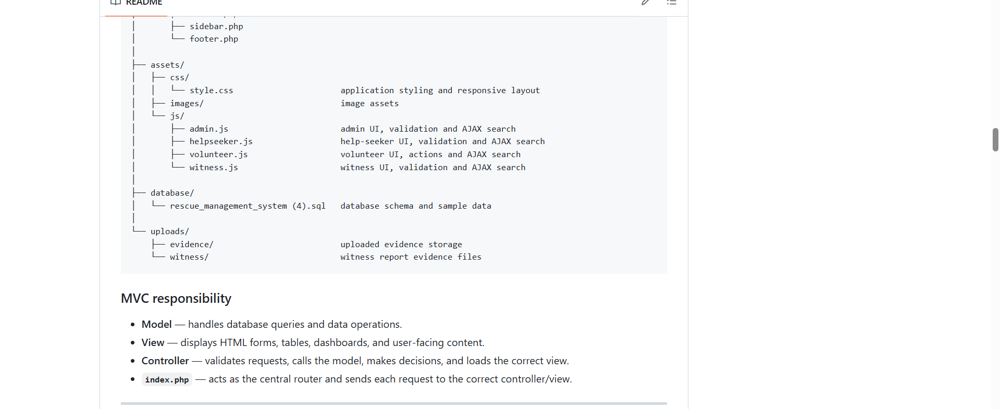 README
│       ├── sidebar.php
│       └── footer.php
│
├── assets/
│   ├── css/
│   │   └── style.css                      application styling and responsive layout
│   ├── images/                            image assets
│   └── js/
│       ├── admin.js                       admin UI, validation and AJAX search
│       ├── helpseeker.js                  help-seeker UI, validation and AJAX search
│       ├── volunteer.js                   volunteer UI, actions and AJAX search
│       └── witness.js                     witness UI, validation and AJAX search
│
├── database/
│   └── rescue_management_system (4).sql   database schema and sample data
│
└── uploads/
    ├── evidence/                          uploaded evidence storage
    └── witness/                           witness report evidence files
MVC responsibility
• Model — handles database queries and data operations.
• View — displays HTML forms, tables, dashboards, and user-facing content.
• Controller — validates requests, calls the model, makes decisions, and loads the correct view.
• index.php — acts as the central router and sends each request to the correct controller/view.